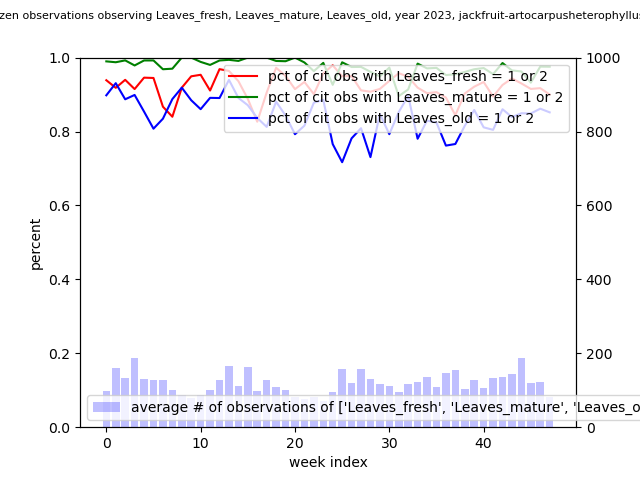 zen observations observing Leaves_fresh, Leaves_mature, Leaves_old, year 2023, jackfruit-artocarpusheterophyllus
pct of cit obs with Leaves_fresh = 1 or 2
pct of cit obs with Leaves_mature = 1 or 2
pct of cit obs with Leaves_old = 1 or 2
1.0
0.8
0.6
0.4
0.2
0.0
percent
1000
800
600
400
200
0
average # of observations of ['Leaves_fresh', 'Leaves_mature', 'Leaves_o
0 10 20 30 40
week index